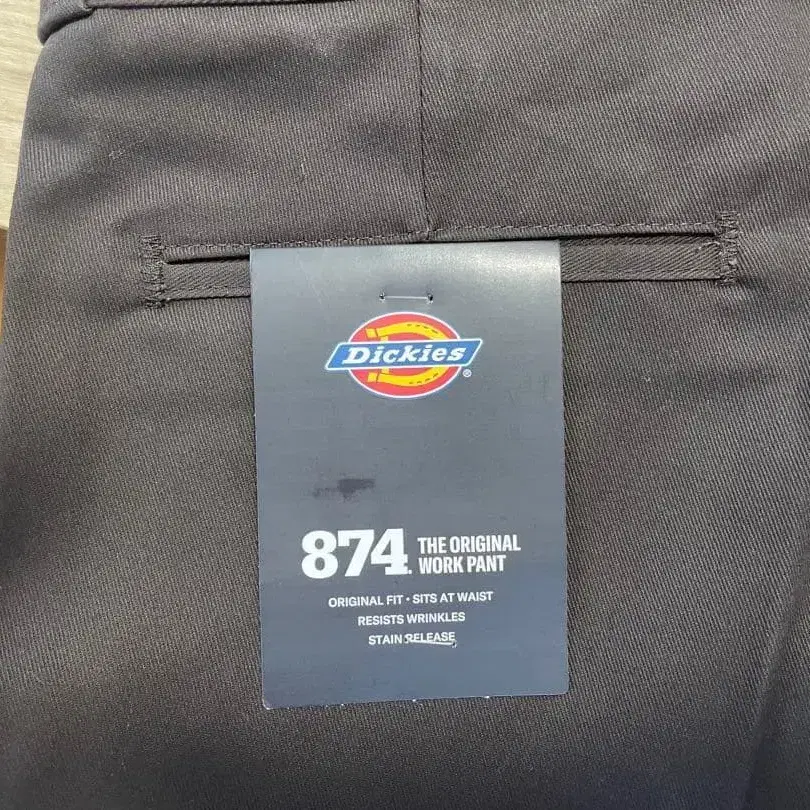 Dickies
®
874. THE ORIGINAL
WORK PANT
ORIGINAL FIT • SITS AT WAIST
RESISTS WRINKLES
STAIN RELEASE